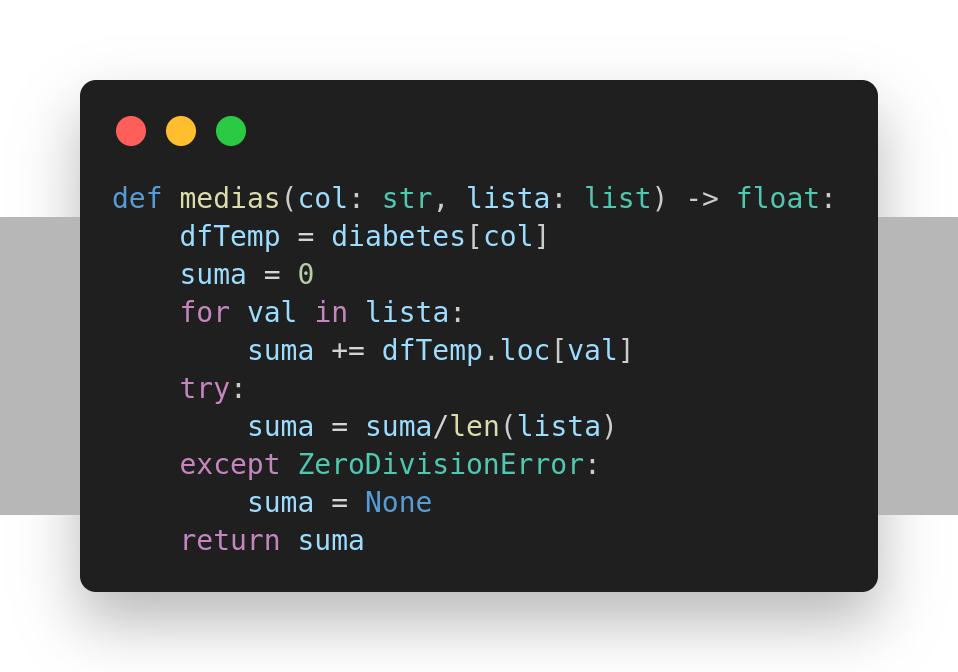 def medias(col: str, lista: list) -> float:
    dfTemp = diabetes[col]
    suma = 0
    for val in lista:
        suma += dfTemp.loc[val]
    try:
        suma = suma/len(lista)
    except ZeroDivisionError:
        suma = None
    return suma